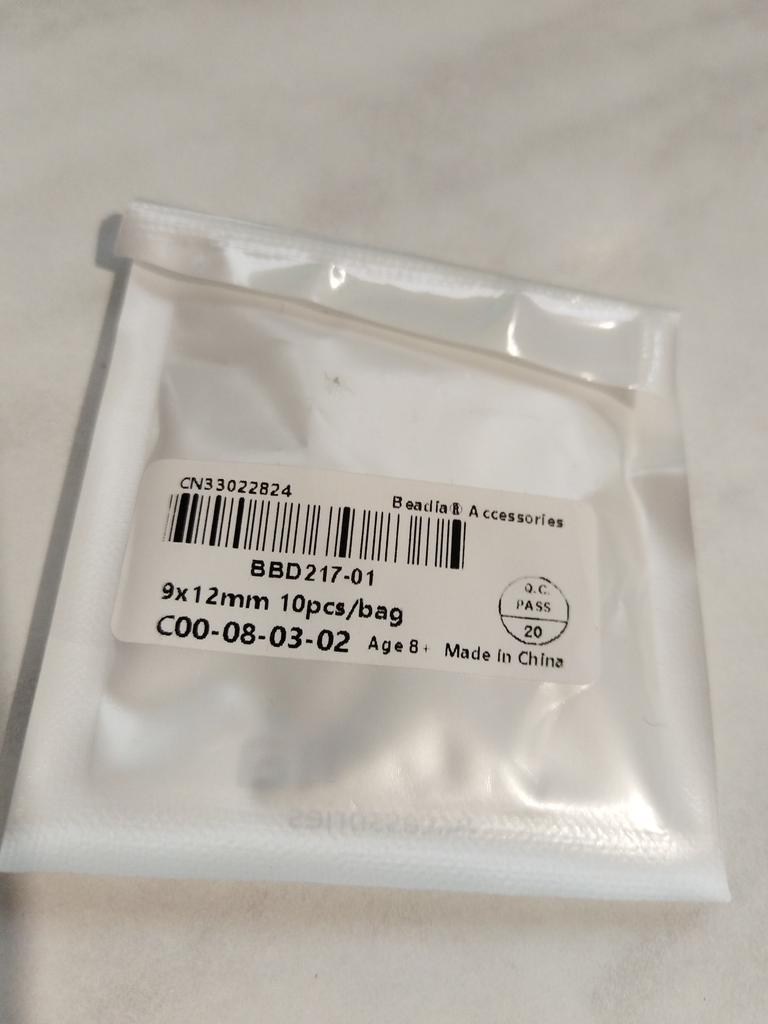 CN33022824
Beadia® Accessories
BBD217-01
9x12mm 10pcs/bag
Q.C.
PASS
20
C00-08-03-02 Age 8+ Made in China
Accessories